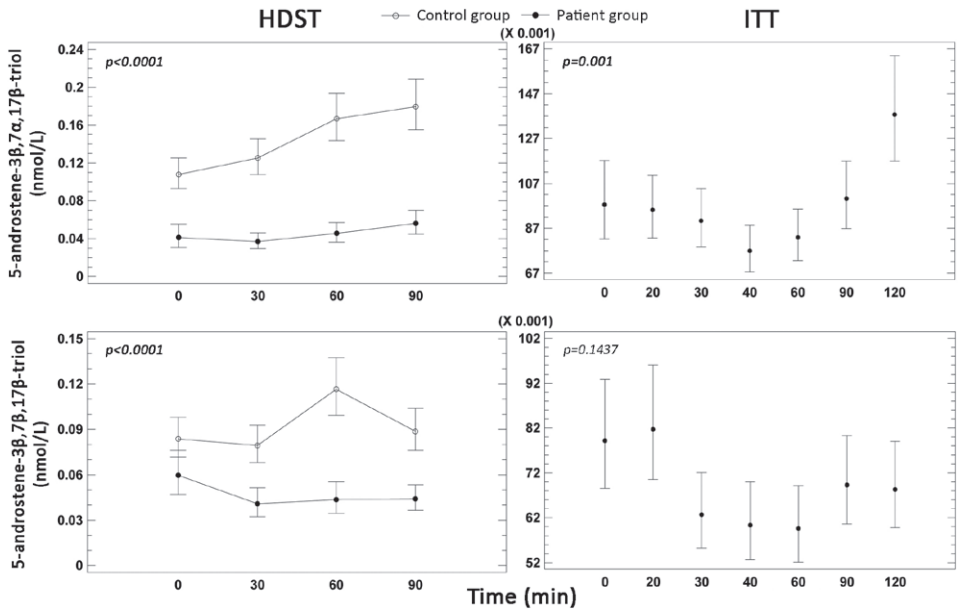 HDST
Control group
Patient group
ITT
(X 0.001)
5-androstene-3β,7α,17β-triol
(nmol/L)
p<0.0001
0.24
0.2
0.16
0.12
0.08
0.04
0
0 30 60 90
p=0.001
167
147
127
107
87
67
0 20 30 40 60 90 120
(X 0.001)
5-androstene-3β,7β,17β-triol
(nmol/L)
p<0.0001
0.15
0.12
0.09
0.06
0.03
0
0 30 60 90
p=0.1437
102
92
82
72
62
52
0 20 30 40 60 90 120
Time (min)